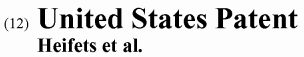 (12) United States Patent
Heifets et al.